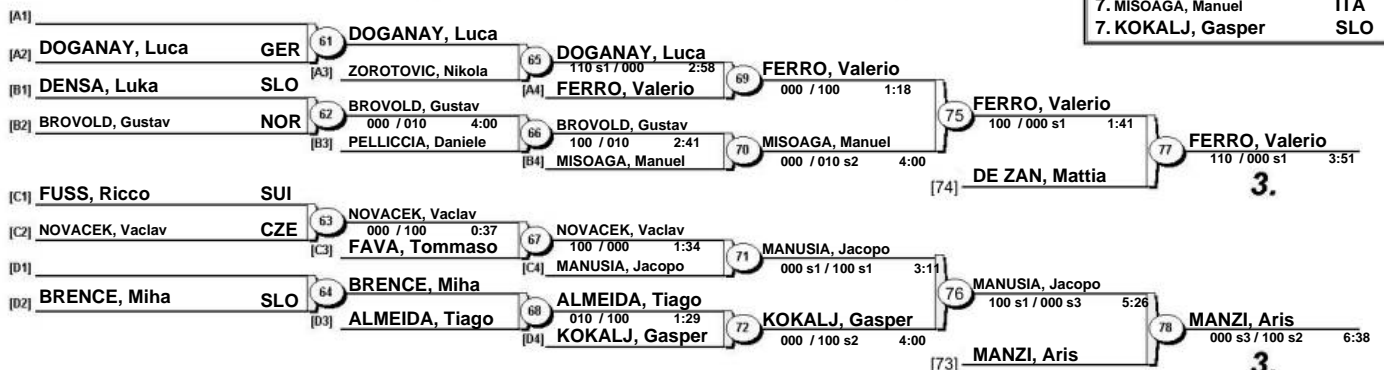 7. MISOAGA, Manuel ITA
7. KOKALJ, Gasper SLO
[A1]
[A2] DOGANAY, Luca GER
61 DOGANAY, Luca
[A3] ZOROTOVIC, Nikola
65 DOGANAY, Luca
110 s1 / 000 2:58
[A4] FERRO, Valerio
69 FERRO, Valerio
000 / 100 1:18
[B1] DENSA, Luka SLO
[B2] BROVOLD, Gustav NOR
62 BROVOLD, Gustav
000 / 010 4:00
[B3] PELLICCIA, Daniele
66 BROVOLD, Gustav
100 / 010 2:41
[B4] MISOAGA, Manuel
70 MISOAGA, Manuel
000 / 010 s2 4:00
75 FERRO, Valerio
100 / 000 s1 1:41
[74] DE ZAN, Mattia
77 FERRO, Valerio
110 / 000 s1 3:51
3.
[C1] FUSS, Ricco SUI
[C2] NOVACEK, Vaclav CZE
63 NOVACEK, Vaclav
000 / 100 0:37
[C3] FAVA, Tommaso
67 NOVACEK, Vaclav
100 / 000 1:34
[C4] MANUSIA, Jacopo
71 MANUSIA, Jacopo
000 s1 / 100 s1 3:11
[D1]
[D2] BRENCE, Miha SLO
64 BRENCE, Miha
[D3] ALMEIDA, Tiago
68 ALMEIDA, Tiago
010 / 100 1:29
[D4] KOKALJ, Gasper
72 KOKALJ, Gasper
000 / 100 s2 4:00
76 MANUSIA, Jacopo
100 s1 / 000 s3 5:26
[73] MANZI, Aris
78 MANZI, Aris
000 s3 / 100 s2 6:38
3.